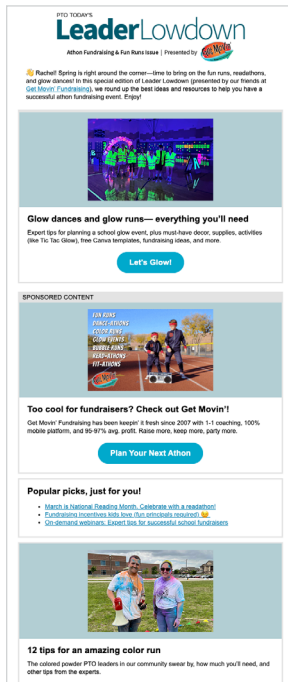 PTO TODAY'S
LeaderLowdown
Athon Fundraising & Fun Runs Issue | Presented by Get Movin'
👋 Rachel! Spring is right around the corner—time to bring on the fun runs, readathons,
and glow dances! In this special edition of Leader Lowdown (presented by our friends at
Get Movin' Fundraising), we round up the best ideas and resources to help you have a
successful athon fundraising event. Enjoy!
Glow dances and glow runs— everything you'll need
Expert tips for planning a school glow event, plus must-have decor, supplies, activities
(like Tic Tac Glow), free Canva templates, fundraising ideas, and more.
Let's Glow!
SPONSORED CONTENT
FUN RUNS
DANCE-ATHONS
COLOR RUNS
GLOW EVENTS
BUBBLE RUNS
READ-ATHONS
FIT-ATHONS
Get Movin'
Too cool for fundraisers? Check out Get Movin'!
Get Movin' Fundraising has been keepin' it fresh since 2007 with 1-1 coaching, 100%
mobile platform, and 95-97% avg. profit. Raise more, keep more, party more.
Plan Your Next Athon
Popular picks, just for you!
• March is National Reading Month. Celebrate with a readathon!
• Fundraising incentives kids love (fun principals required) 😉
• On-demand webinars: Expert tips for successful school fundraisers
12 tips for an amazing color run
The colored powder PTO leaders in our community swear by, how much you'll need, and
other tips from the experts.